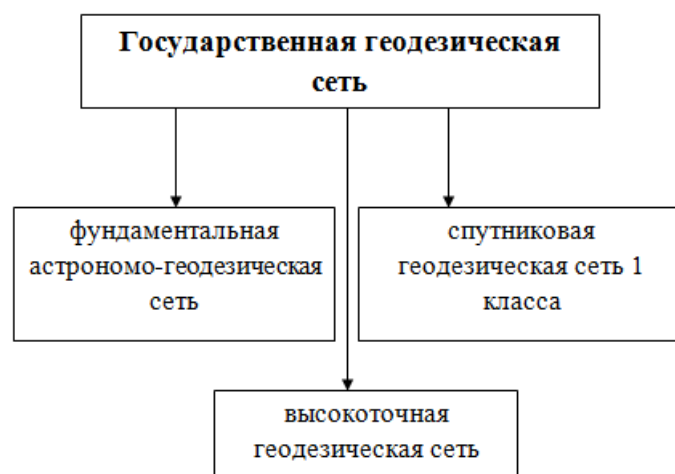 Государственная геодезическая
сеть
фундаментальная
астрономо-геодезическая
сеть
спутниковая
геодезическая сеть 1
класса
высокоточная
геодезическая сеть